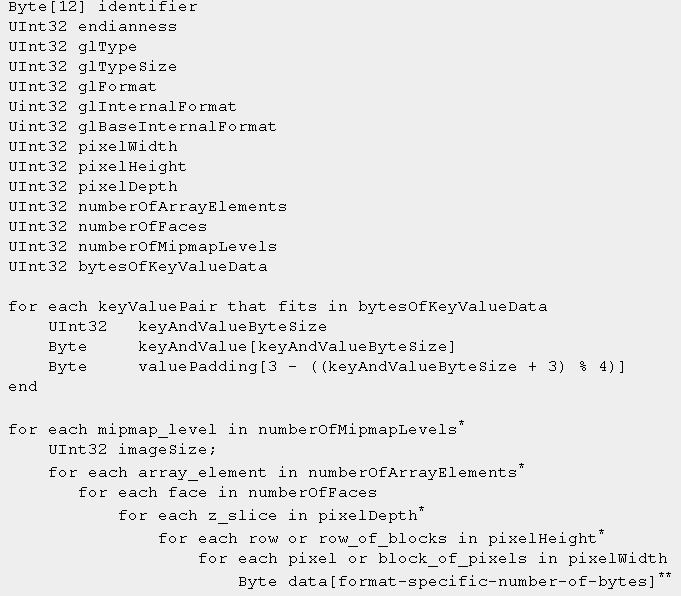 Byte[12] identifier
UInt32 endianness
UInt32 glType
UInt32 glTypeSize
UInt32 glFormat
Uint32 glInternalFormat
Uint32 glBaseInternalFormat
UInt32 pixelWidth
UInt32 pixelHeight
UInt32 pixelDepth
UInt32 numberOfArrayElements
UInt32 numberOfFaces
UInt32 numberOfMipmapLevels
UInt32 bytesOfKeyValueData
for each keyValuePair that fits in bytesOfKeyValueData
    UInt32   keyAndValueByteSize
    Byte     keyAndValue[keyAndValueByteSize]
    Byte     valuePadding[3 - ((keyAndValueByteSize + 3) % 4)]
end
for each mipmap_level in numberOfMipmapLevels*
    UInt32 imageSize;
    for each array_element in numberOfArrayElements*
       for each face in numberOfFaces
           for each z_slice in pixelDepth*
               for each row or row_of_blocks in pixelHeight*
                   for each pixel or block_of_pixels in pixelWidth
                       Byte data[format-specific-number-of-bytes]**